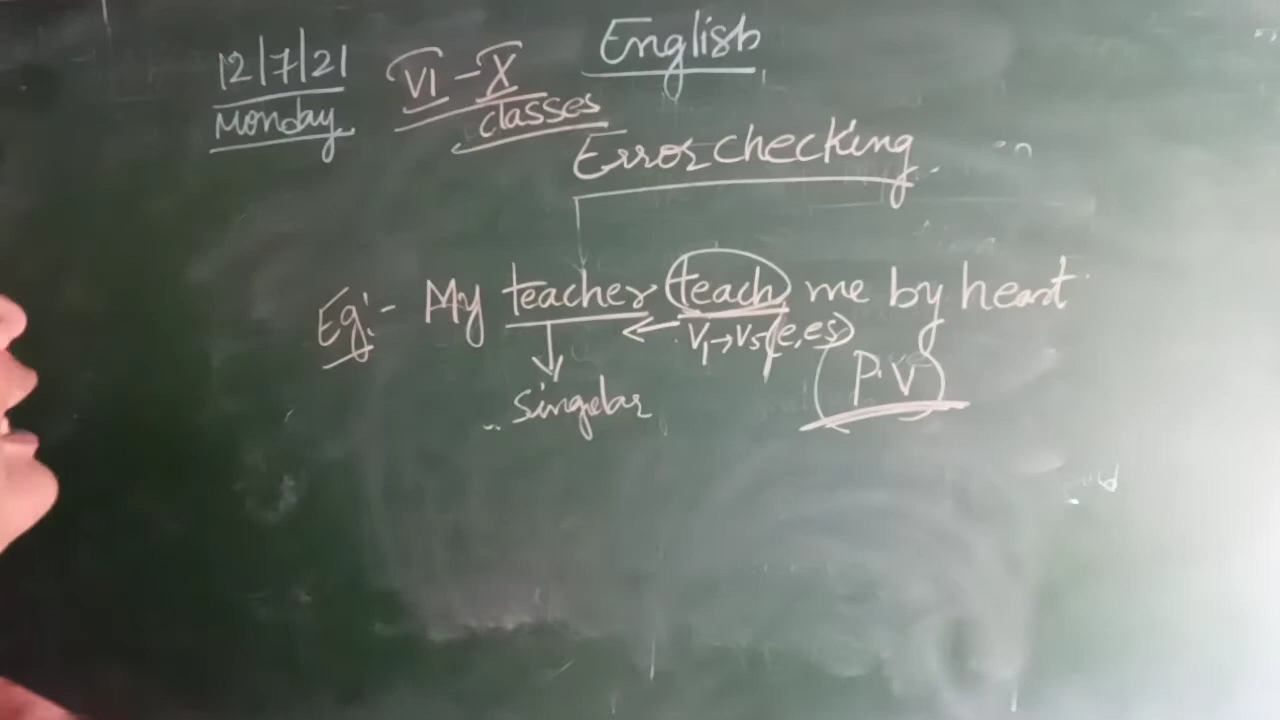 12/7/21 VI - X English
Monday classes
Error checking
Eg:- My teacher teach me by heart.
V₁→V₅(e,es)
(P.V)
Singular